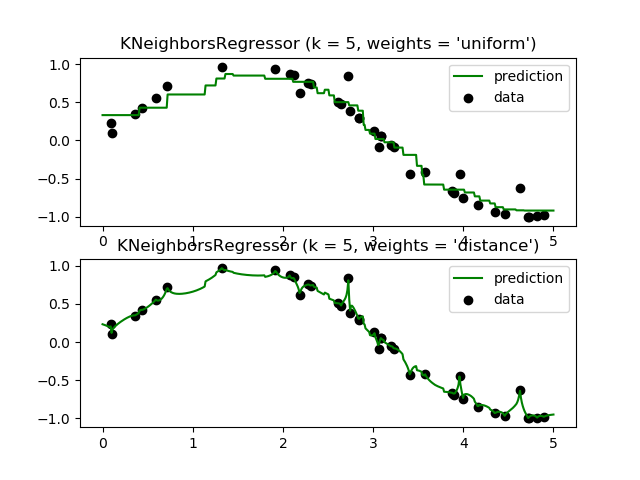 KNeighborsRegressor (k = 5, weights = 'uniform')
1.0
0.5
0.0
−0.5
−1.0
prediction
data
0 1 2 3 4 5
KNeighborsRegressor (k = 5, weights = 'distance')
1.0
0.5
0.0
−0.5
−1.0
prediction
data
0 1 2 3 4 5